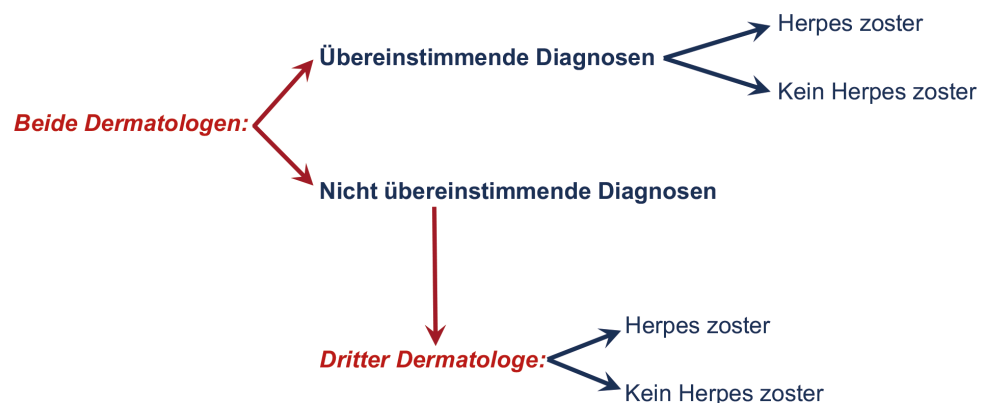 Herpes zoster
Übereinstimmende Diagnosen
Kein Herpes zoster
Beide Dermatologen:
Nicht übereinstimmende Diagnosen
Herpes zoster
Dritter Dermatologe:
Kein Herpes zoster